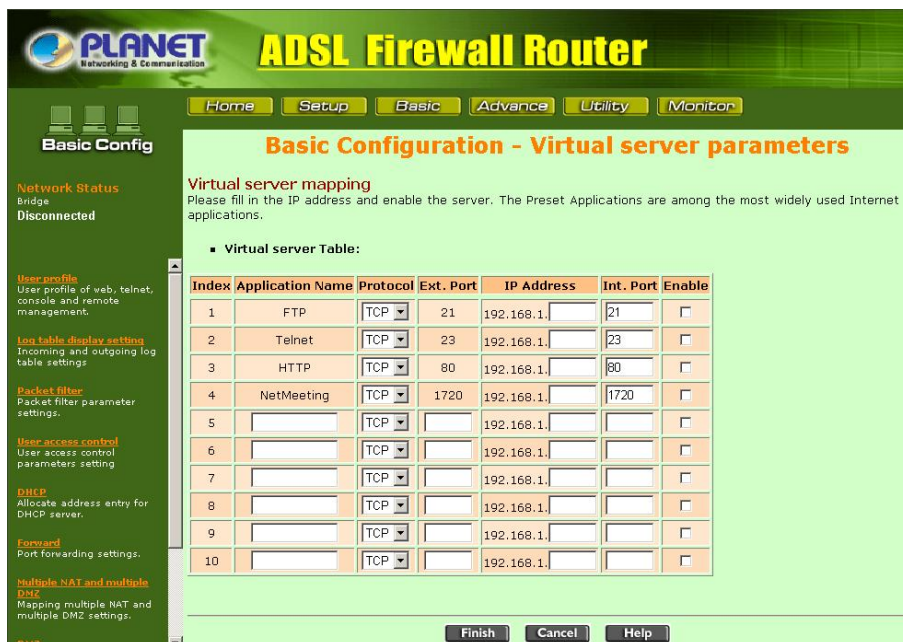 PLANET
Networking & Communication
ADSL Firewall Router
Home Setup Basic Advance Utility Monitor
Basic Config
Network Status
Bridge
Disconnected
User profile
User profile of web, telnet,
console and remote
management.
Log table display setting
Incoming and outgoing log
table settings
Packet filter
Packet filter parameter
settings.
User access control
User access control
parameters setting
DHCP
Allocate address entry for
DHCP server.
Forward
Port forwarding settings.
Multiple NAT and multiple
DMZ
Mapping multiple NAT and
multiple DMZ settings.
Basic Configuration - Virtual server parameters
Virtual server mapping
Please fill in the IP address and enable the server. The Preset Applications are among the most widely used Internet
applications.
Virtual server Table:
Index Application Name Protocol Ext. Port IP Address Int. Port Enable
1 FTP TCP 21 192.168.1. 21
2 Telnet TCP 23 192.168.1. 23
3 HTTP TCP 80 192.168.1. 80
4 NetMeeting TCP 1720 192.168.1. 1720
5 TCP 192.168.1.
6 TCP 192.168.1.
7 TCP 192.168.1.
8 TCP 192.168.1.
9 TCP 192.168.1.
10 TCP 192.168.1.
Finish Cancel Help